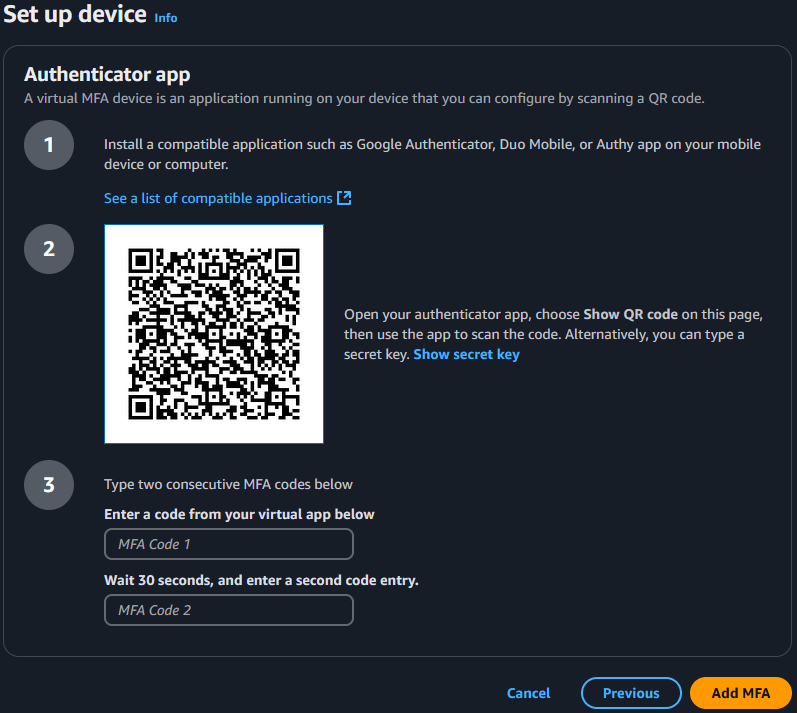 Set up device Info
Authenticator app
A virtual MFA device is an application running on your device that you can configure by scanning a QR code.
1
Install a compatible application such as Google Authenticator, Duo Mobile, or Authy app on your mobile
device or computer.
See a list of compatible applications
2
Open your authenticator app, choose Show QR code on this page,
then use the app to scan the code. Alternatively, you can type a
secret key. Show secret key
3
Type two consecutive MFA codes below
Enter a code from your virtual app below
MFA Code 1
Wait 30 seconds, and enter a second code entry.
MFA Code 2
Cancel
Previous
Add MFA